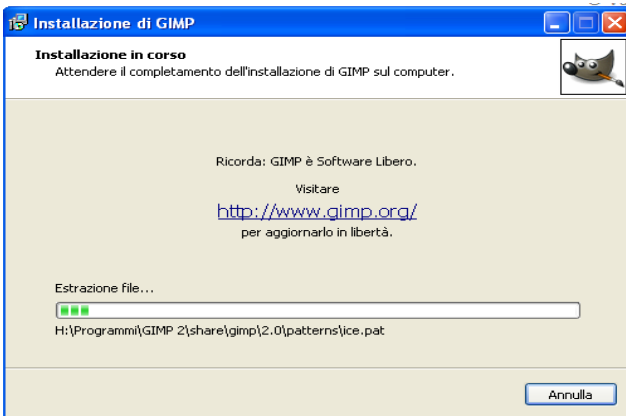 Installazione di GIMP
Installazione in corso
Attendere il completamento dell'installazione di GIMP sul computer.
Ricorda: GIMP è Software Libero.
Visitare
http://www.gimp.org/
per aggiornarlo in libertà.
Estrazione file...
H:\Programmi\GIMP 2\share\gimp\2.0\patterns\ice.pat
Annulla